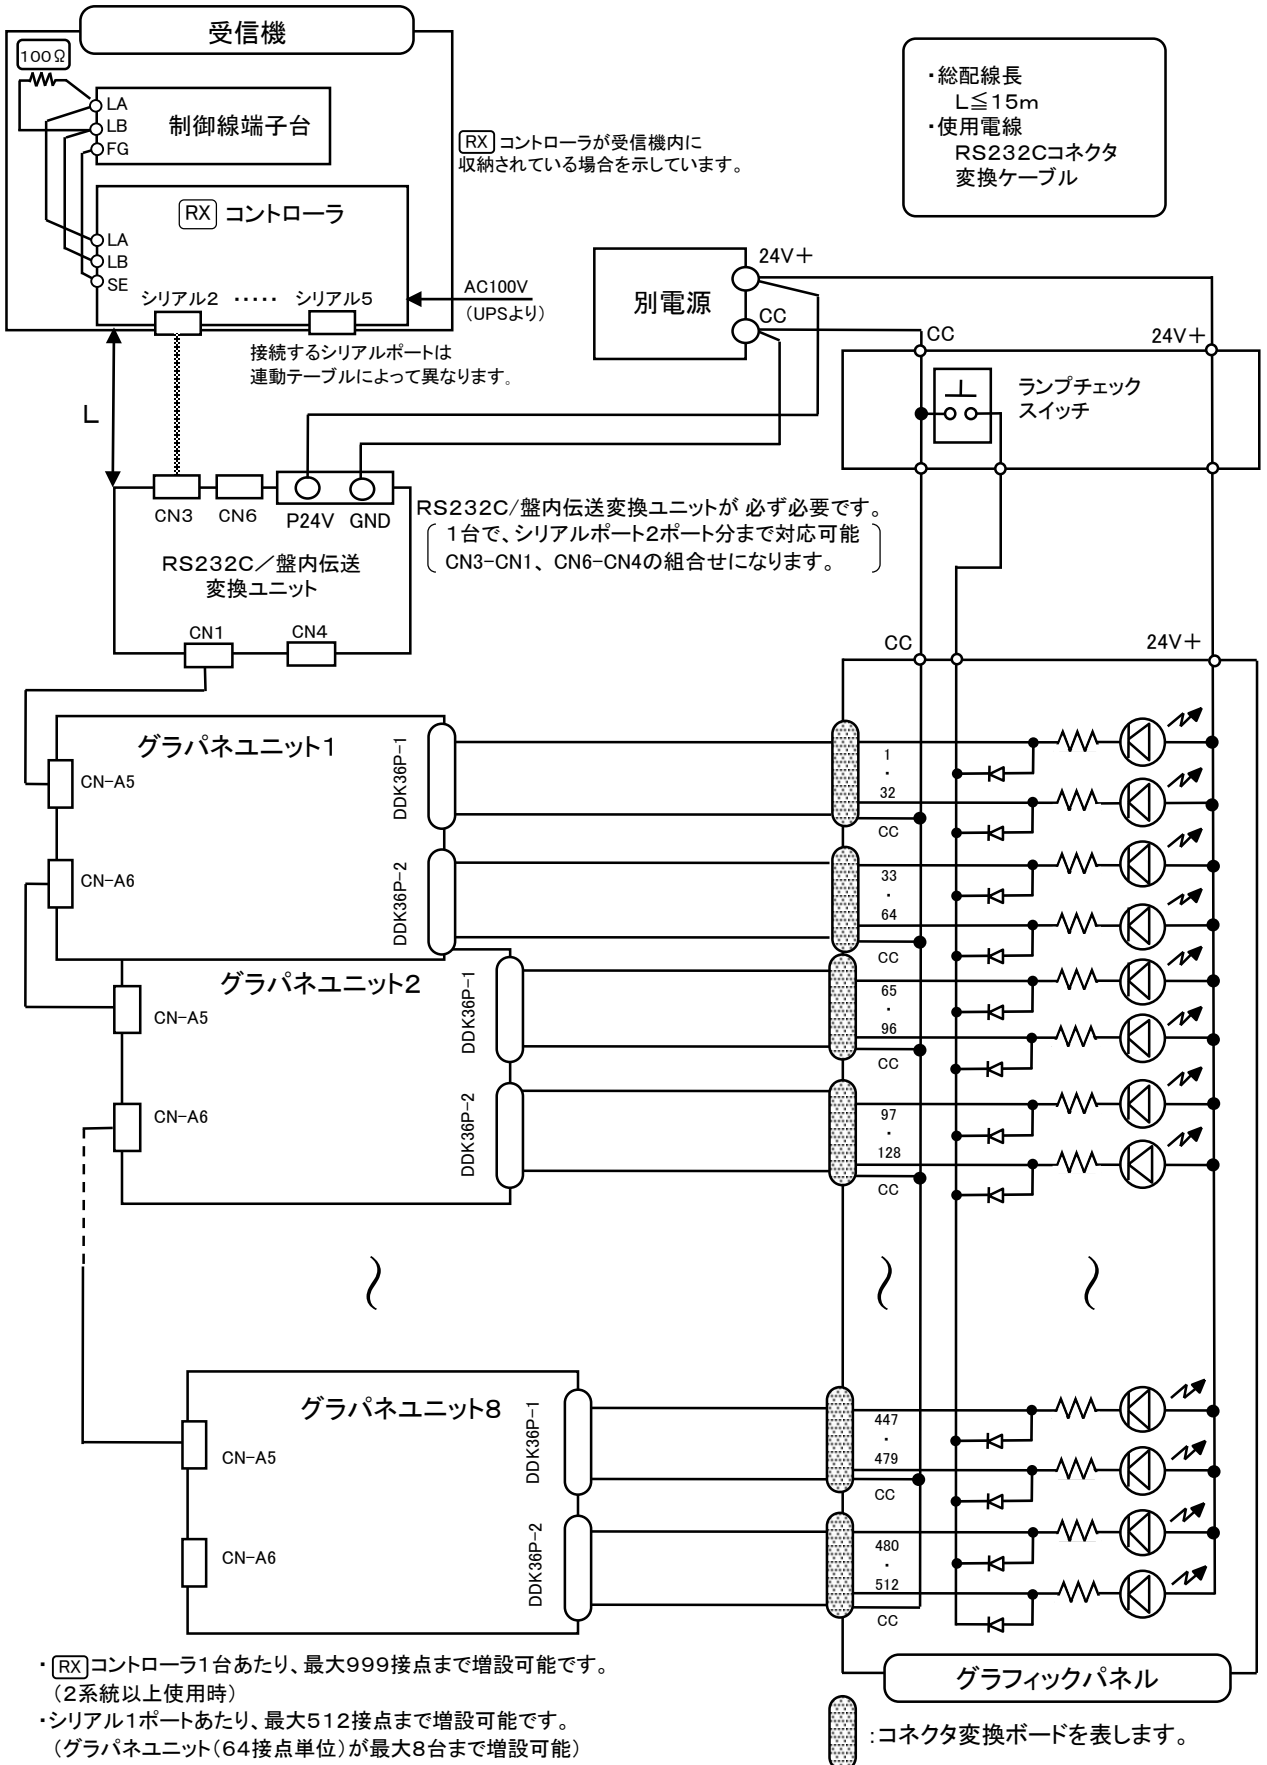 受信機
100Ω
LA
LB
FG
制御線端子台
RX コントローラが受信機内に
収納されている場合を示しています。
・総配線長
L≦15m
・使用電線
RS232Cコネクタ
変換ケーブル
RX コントローラ
LA
LB
SE
シリアル2 ・・・・・ シリアル5
AC100V
(UPSより)
接続するシリアルポートは
連動テーブルによって異なります。
別電源
24V+
CC
CC
24V+
ランプチェック
スイッチ
L
CN3
CN6
P24V GND
RS232C/盤内伝送
変換ユニット
CN1
CN4
RS232C/盤内伝送変換ユニットが 必ず必要です。
1台で、シリアルポート2ポート分まで対応可能
CN3-CN1、CN6-CN4の組合せになります。
CC
24V+
グラパネユニット1
CN-A5
CN-A6
DDK36P-1
DDK36P-2
1
・
32
CC
33
・
64
CC
グラパネユニット2
CN-A5
CN-A6
DDK36P-1
DDK36P-2
65
・
96
CC
97
・
128
CC
~
~
~
グラパネユニット8
CN-A5
CN-A6
DDK36P-1
DDK36P-2
447
・
479
CC
480
・
512
CC
グラフィックパネル
・RX コントローラ1台あたり、最大999接点まで増設可能です。
(2系統以上使用時)
・シリアル1ポートあたり、最大512接点まで増設可能です。
(グラパネユニット(64接点単位)が最大8台まで増設可能)
:コネクタ変換ボードを表します。